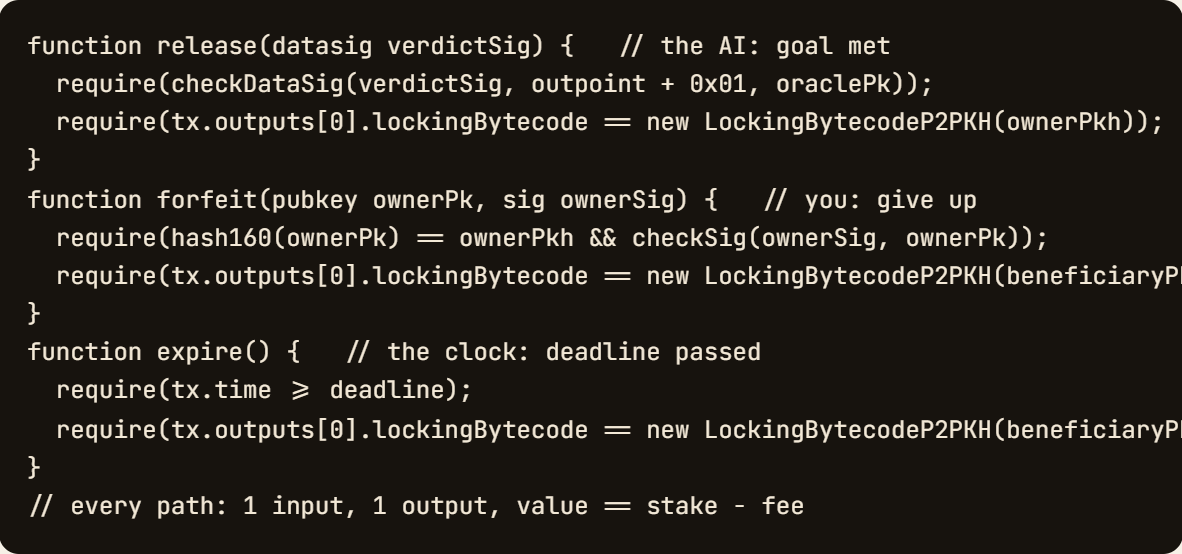 function release(datasig verdictSig) {   // the AI: goal met
  require(checkDataSig(verdictSig, outpoint + 0x01, oraclePk));
  require(tx.outputs[0].lockingBytecode == new LockingBytecodeP2PKH(ownerPkh));
}
function forfeit(pubkey ownerPk, sig ownerSig) {   // you: give up
  require(hash160(ownerPk) == ownerPkh && checkSig(ownerSig, ownerPk));
  require(tx.outputs[0].lockingBytecode == new LockingBytecodeP2PKH(beneficiaryP
}
function expire() {   // the clock: deadline passed
  require(tx.time >= deadline);
  require(tx.outputs[0].lockingBytecode == new LockingBytecodeP2PKH(beneficiaryP
}
// every path: 1 input, 1 output, value == stake - fee